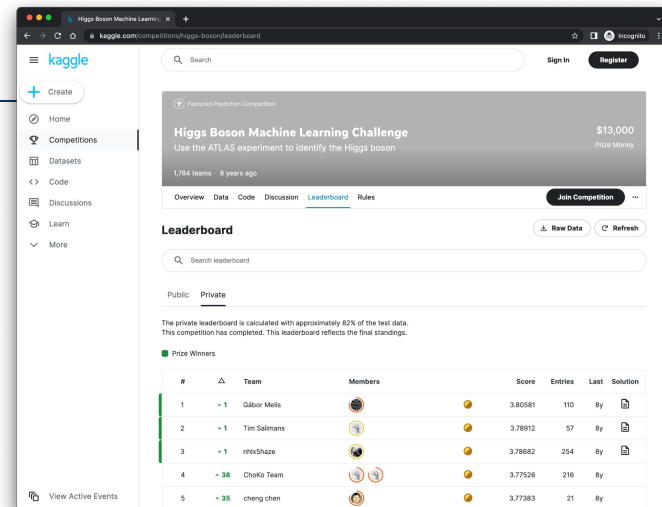 Higgs Boson Machine Learning
kaggle.com/competitions/higgs-boson/leaderboard
Incognito
kaggle
Search
Sign In
Register
Create
Home
Competitions
Datasets
Code
Discussions
Learn
More
View Active Events
Featured Prediction Competition
Higgs Boson Machine Learning Challenge
Use the ATLAS experiment to identify the Higgs boson
$13,000
Prize Money
1,784 teams · 8 years ago
Overview Data Code Discussion Leaderboard Rules
Join Competition
Leaderboard
Raw Data
Refresh
Search leaderboard
Public Private
The private leaderboard is calculated with approximately 82% of the test data.
This competition has completed. This leaderboard reflects the final standings.
Prize Winners
# △ Team Members Score Entries Last Solution
1 1 Gábor Melis 3.80581 110 8y
2 1 Tim Salimans 3.78912 57 8y
3 1 nhlx5haze 3.78682 254 8y
4 38 ChoKo Team 3.77526 216 8y
5 35 cheng chen 3.77383 21 8y